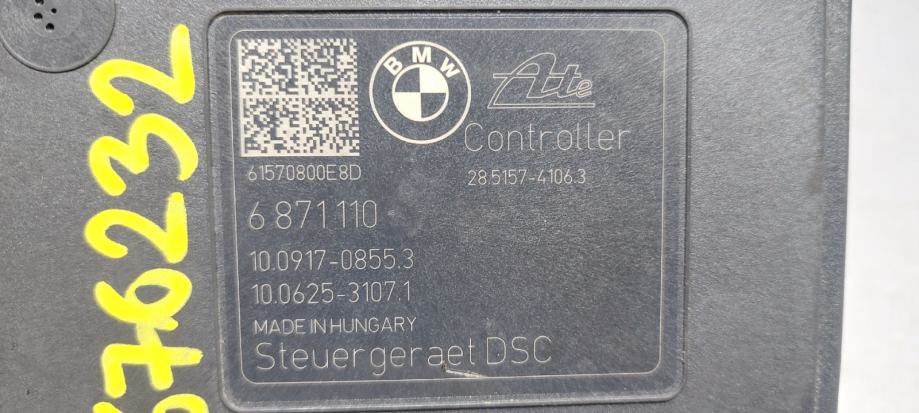 BMW
Ate
Controller
61570800E8D
28.5157-4106.3
6 871 110
10.0917-0855.3
10.0625-3107.1
MADE IN HUNGARY
Steuergeraet DSC
76232